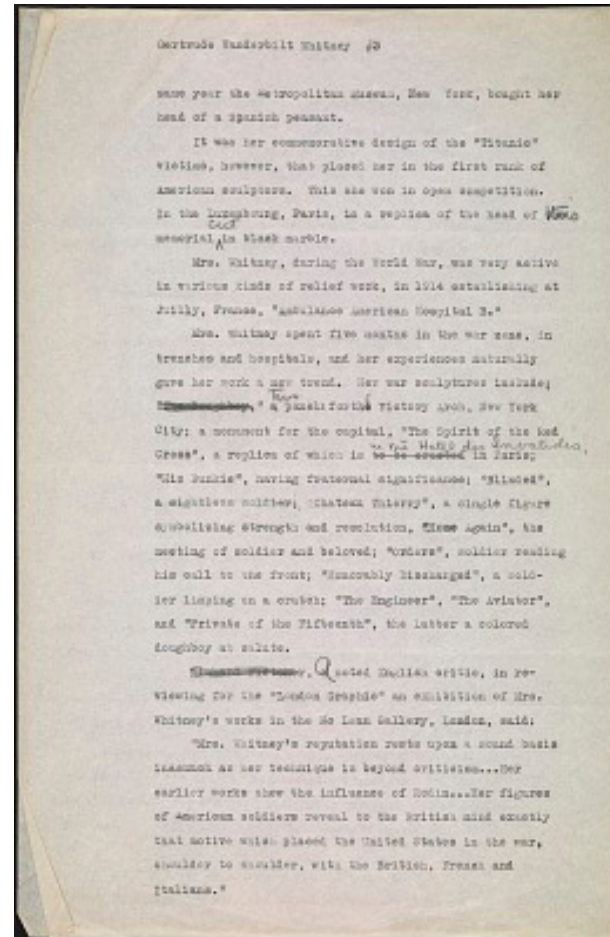 Gertrude Vanderbilt Whitney #3
same year the Metropolitan Museum, New York, bought her
head of a Spanish peasant.
It was her commemorative design of the "Titanic"
victims, however, that placed her in the first rank of
American sculptors. This she won in open competition.
In the Luxembourg, Paris, is a replica of the head of this
memorial, cut in black marble.
Mrs. Whitney, during the World War, was very active
in various kinds of relief work, in 1914 establishing at
Juilly, France, "Ambulance American Hospital B."
Mrs. Whitney spent five months in the war zone, in
trenches and hospitals, and her experiences naturally
gave her work a new trend. Her war sculptures include;
Two panels for the Victory Arch, New York
City; a monument for the capital, "The Spirit of the Red
Cross", a replica of which is to be erected in Paris;
Hotel des Invalides,
"His Bunkie", having fraternal significance; "Blinded",
a sightless soldier; "Chateau Thierry", a single figure
symbolizing strength and resolution, "Home Again", the
meeting of soldier and beloved; "Orders", soldier reading
his call to the front; "Honorably Discharged", a sold-
ier limping on a crutch; "The Engineer", "The Aviator",
and "Private of the Fifteenth", the latter a colored
doughboy at salute.
A noted English critic, in re-
viewing for the "London Graphic" an exhibition of Mrs.
Whitney's works in the Mc Lean Gallery, London, said:
"Mrs. Whitney's reputation rests upon a sound basis
inasmuch as her technique is beyond criticism...Her
earlier works show the influence of Rodin...Her figures
of American soldiers reveal to the British mind exactly
that motive which placed the United States in the war,
shoulder to shoulder, with the British, French and
Italians."